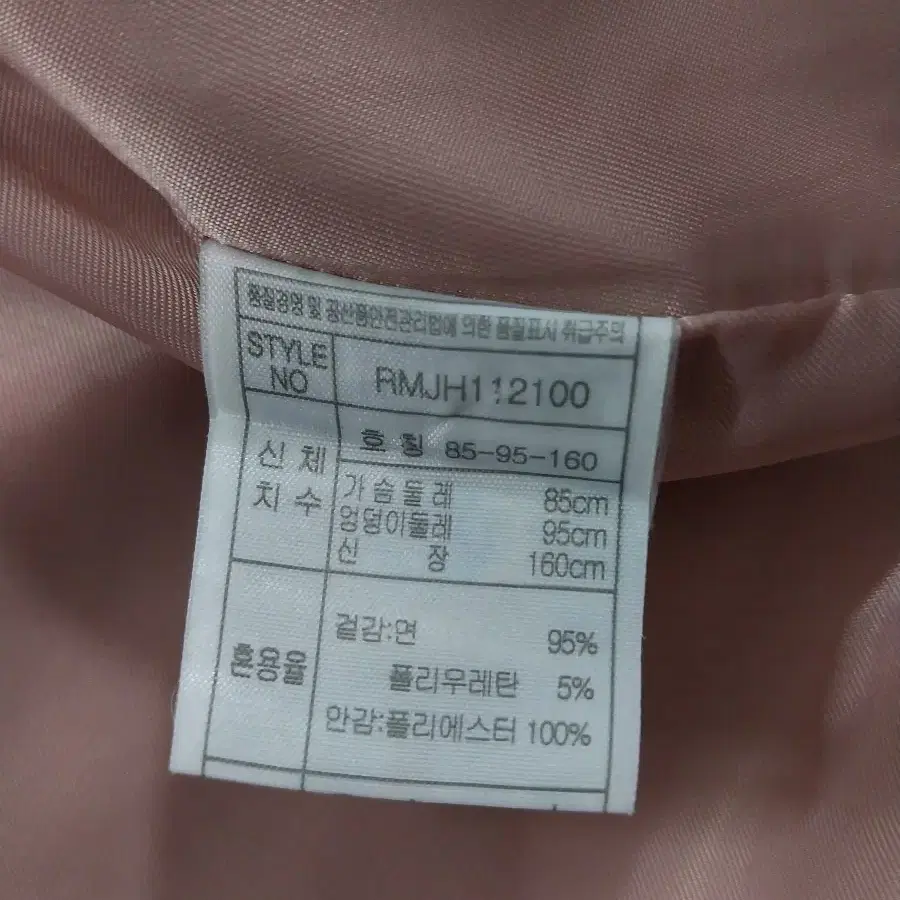 품질경영 및 공산품안전관리법에 의한 품질표시 취급주의
STYLE NO RMJH112100
신체 치수
호칭 85-95-160
가슴둘레 85cm
엉덩이둘레 95cm
신 장 160cm
혼용율
겉감:면 95%
폴리우레탄 5%
안감:폴리에스터 100%